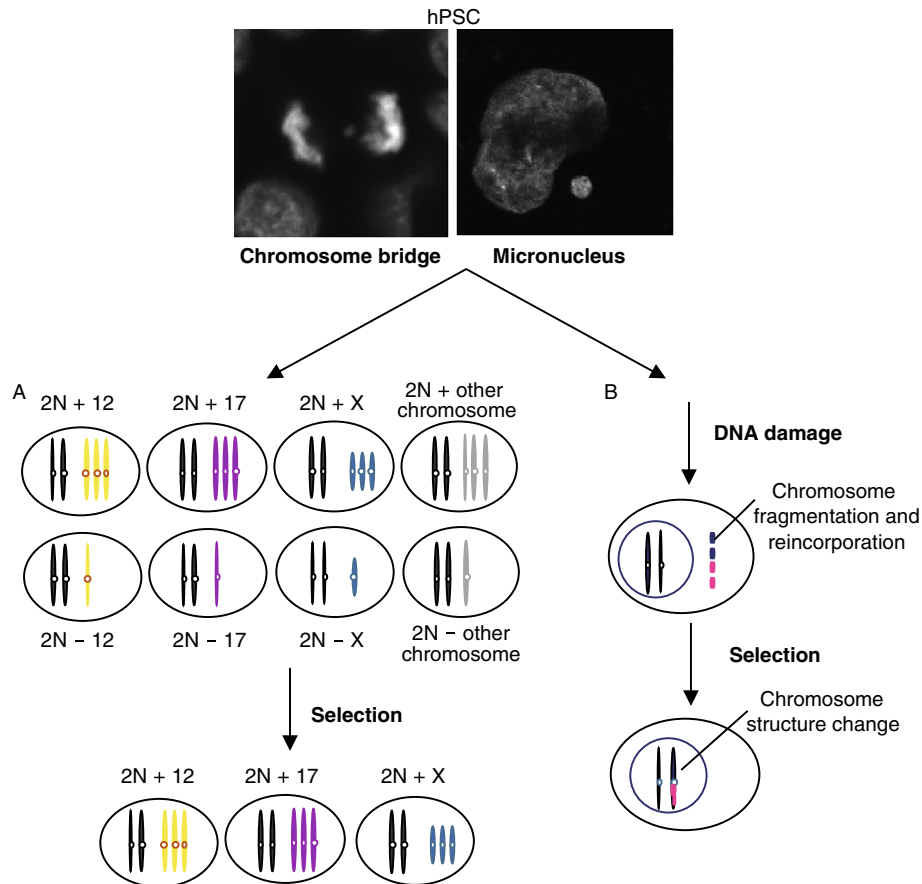 hPSC
Chromosome bridge
Micronucleus
A
2N + 12
2N + 17
2N + X
2N + other
chromosome
2N − 12
2N − 17
2N − X
2N − other
chromosome
Selection
2N + 12
2N + 17
2N + X
B
DNA damage
Chromosome
fragmentation and
reincorporation
Selection
Chromosome
structure change